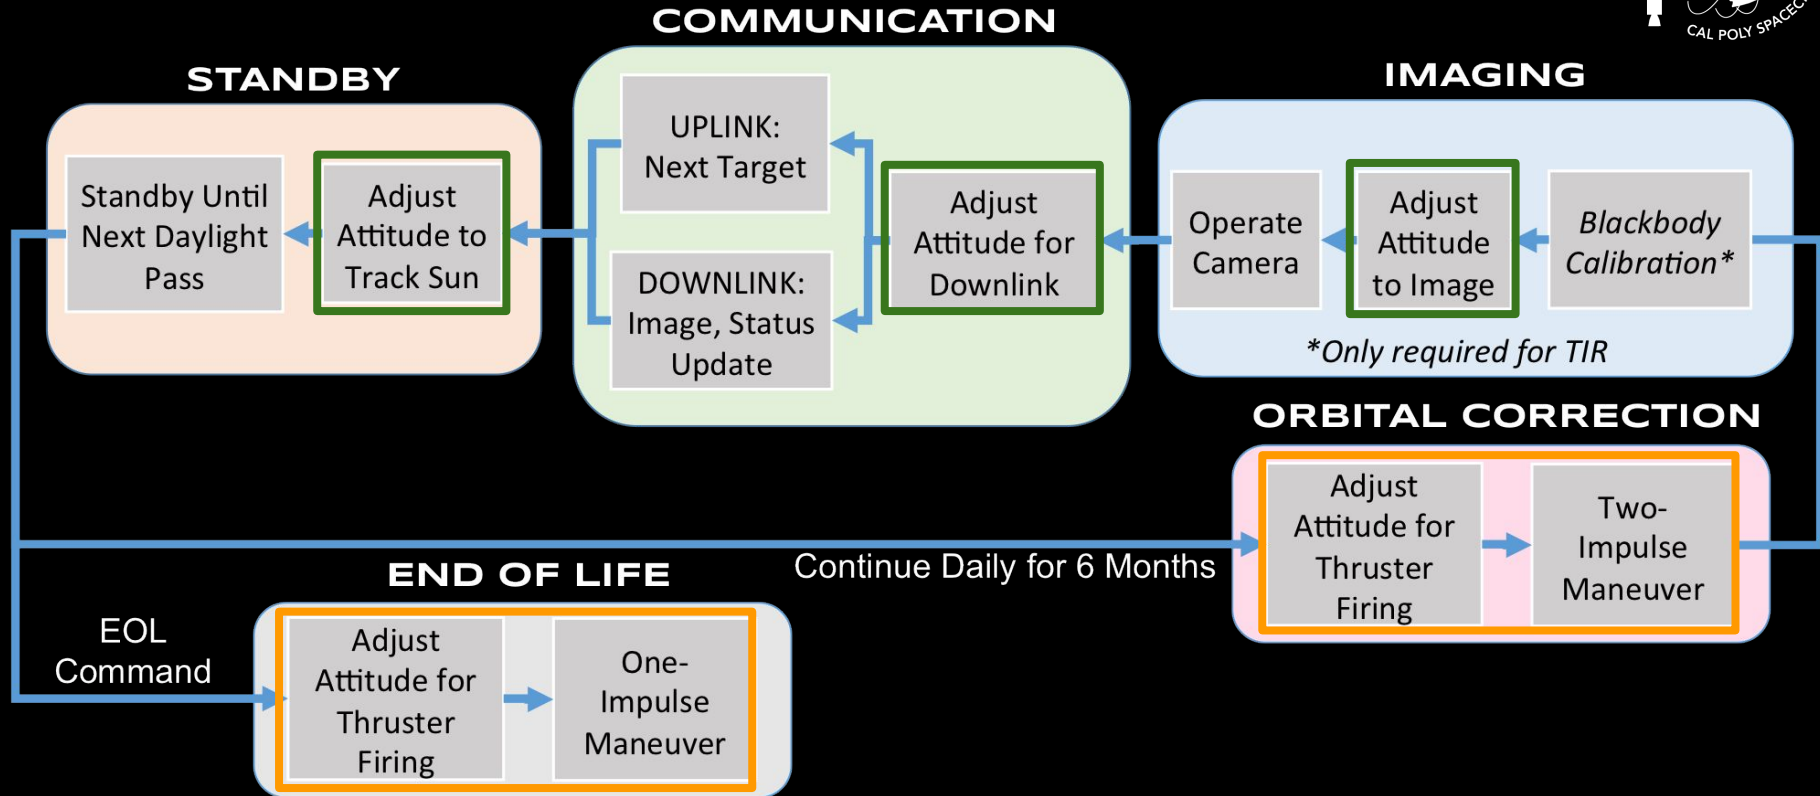 COMMUNICATION
CAL POLY
STANDBY
IMAGING
Standby Until
Next Daylight
Pass
Adjust
Attitude to
Track Sun
UPLINK:
Next Target
DOWNLINK:
Image, Status
Update
Adjust
Attitude for
Downlink
Operate
Camera
Adjust
Attitude
to Image
Blackbody
Calibration*
*Only required for TIR
ORBITAL CORRECTION
Adjust
Attitude for
Thruster
Firing
Two-
Impulse
Maneuver
Continue Daily for 6 Months
END OF LIFE
EOL
Command
Adjust
Attitude for
Thruster
Firing
One-
Impulse
Maneuver